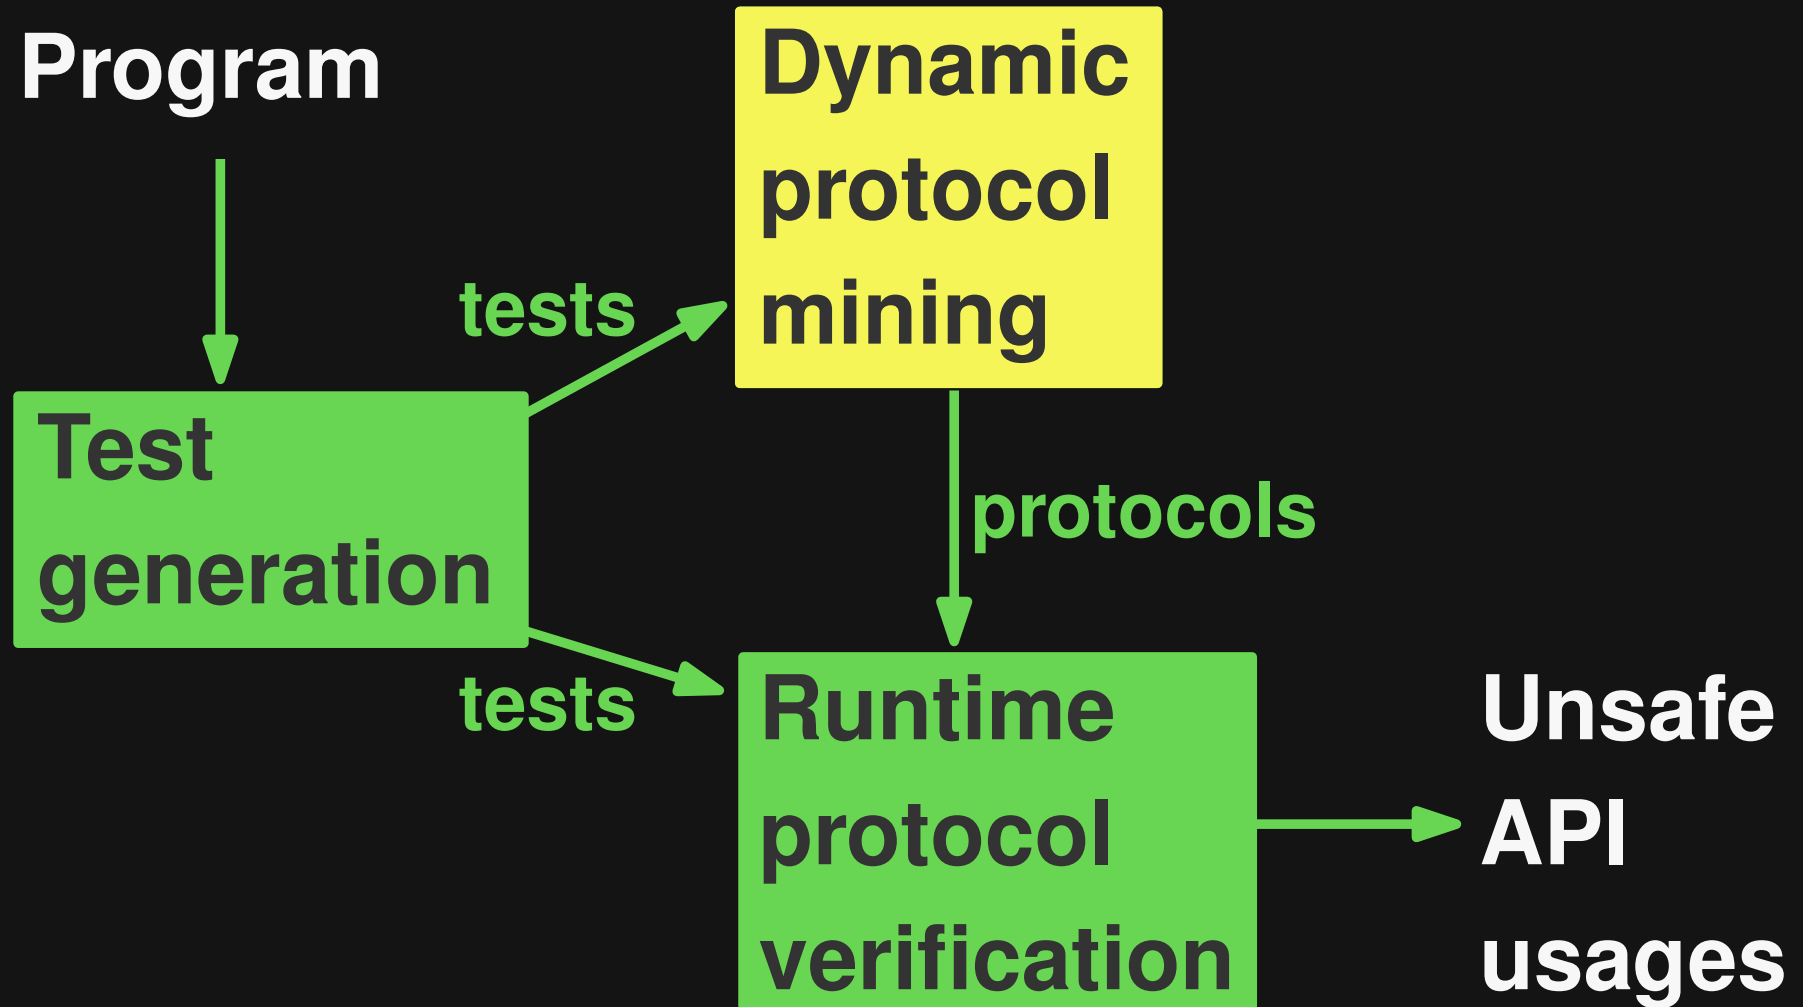 Program
Dynamic
protocol
mining
tests
Test
generation
protocols
tests
Runtime
protocol
verification
Unsafe
API
usages